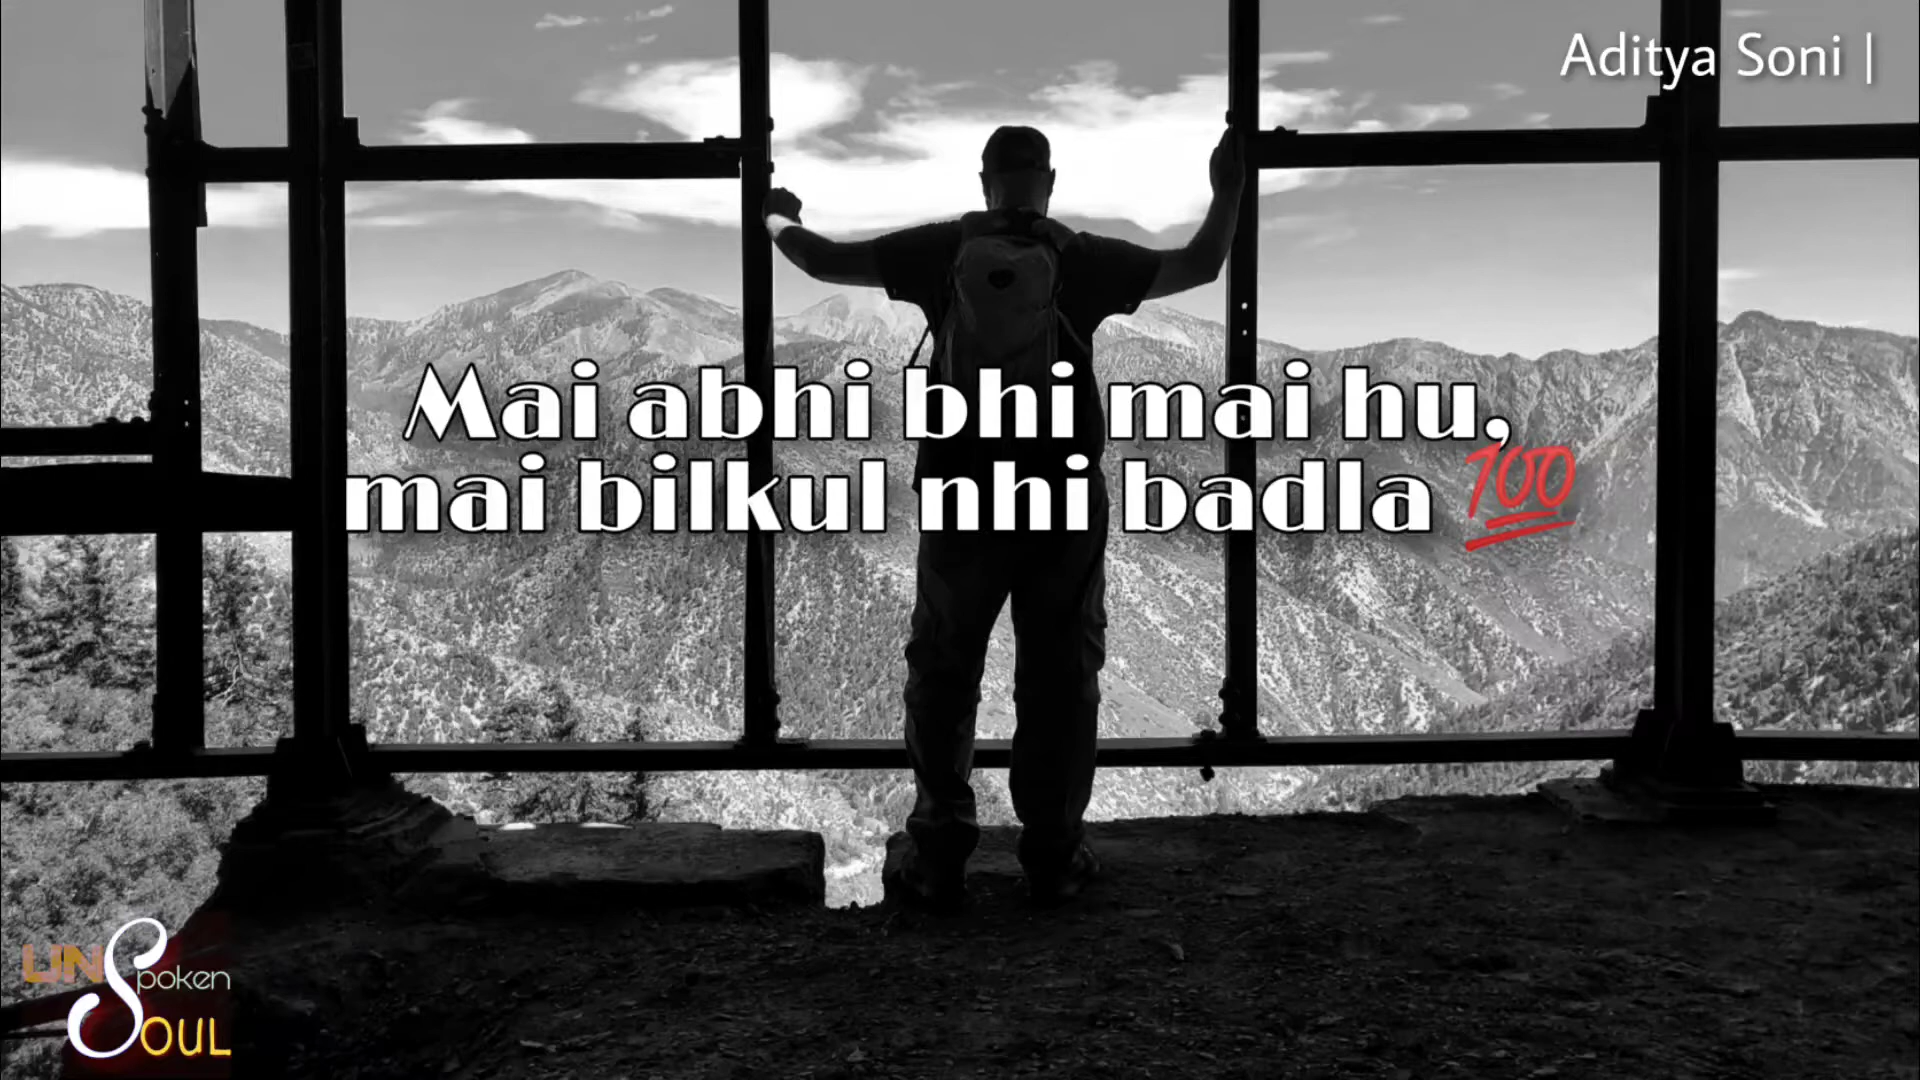 Aditya Soni |
Mai abhi bhi mai hu,
mai bilkul nhi badla 💯
UNSpoken
SOUL